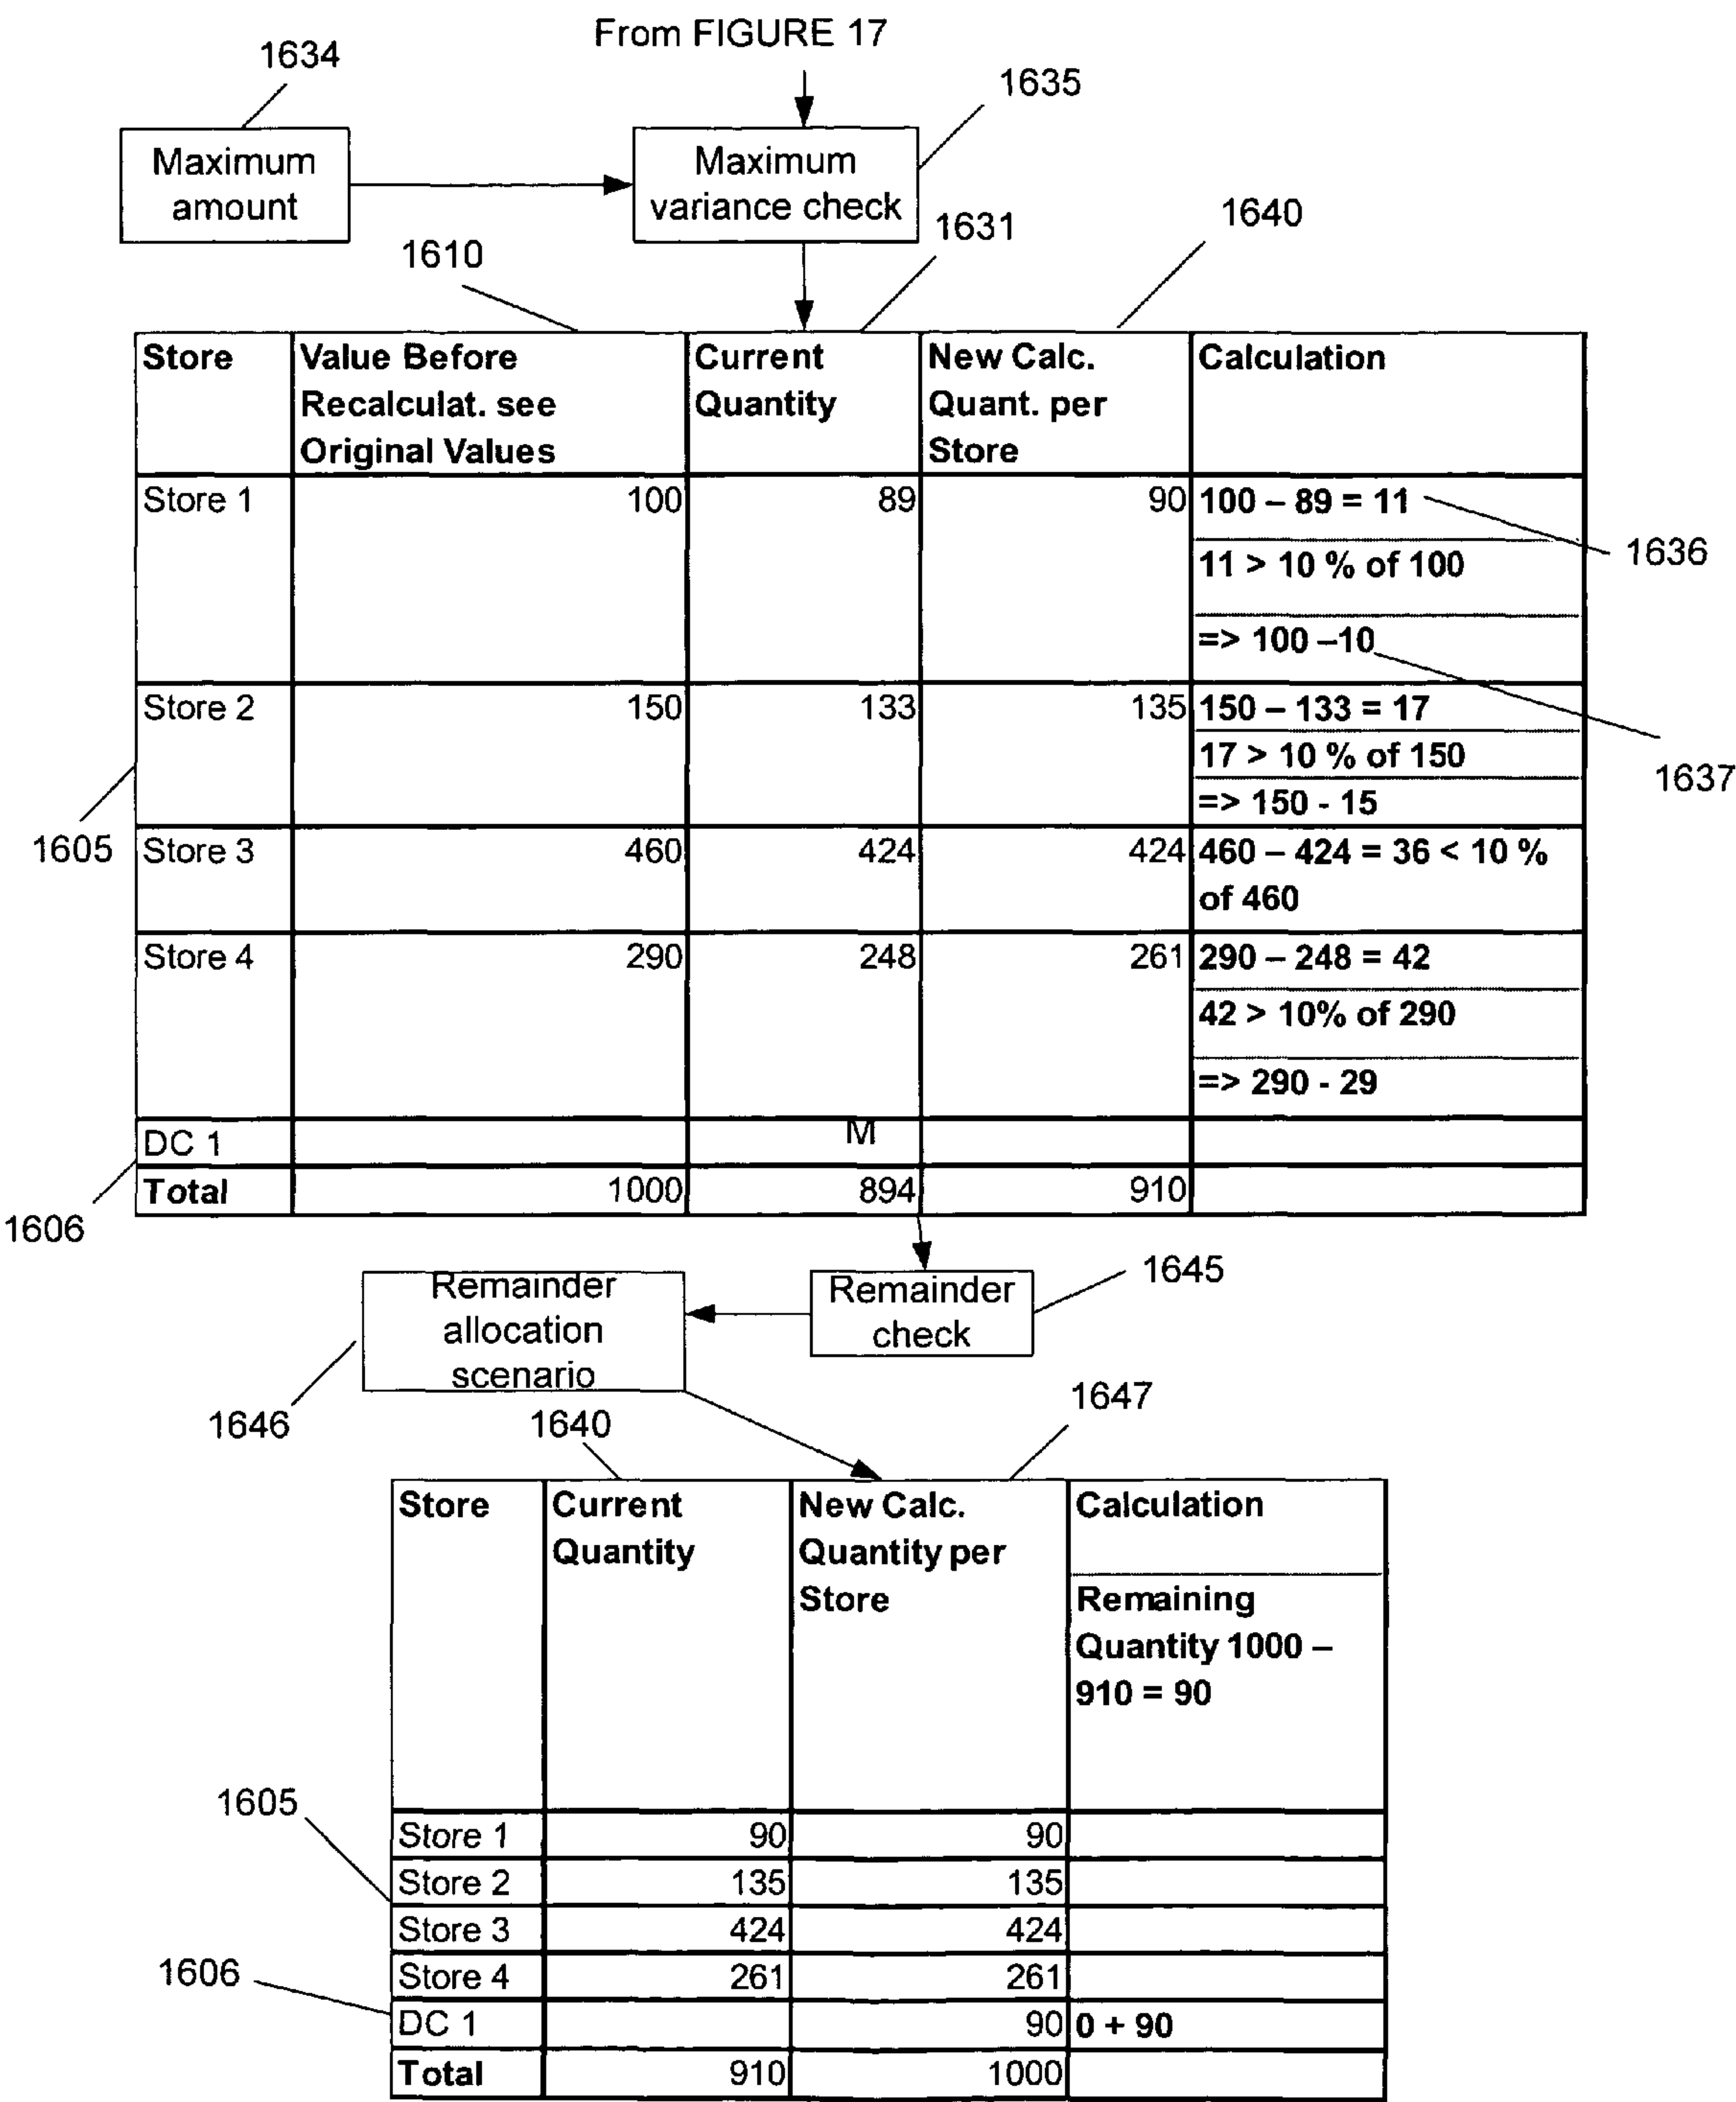 From FIGURE 17
1634
1635
Maximum
amount
Maximum
variance check
1610
1631
1640
Store
Value Before
Recalculat. see
Original Values
Current
Quantity
New Calc.
Quant. per
Store
Calculation
Store 1
100
89
90
100 – 89 = 11
11 > 10 % of 100
=> 100 –10
1636
Store 2
150
133
135
150 – 133 = 17
17 > 10 % of 150
=> 150 - 15
1637
1605
Store 3
460
424
424
460 – 424 = 36 < 10 %
of 460
Store 4
290
248
261
290 – 248 = 42
42 > 10% of 290
=> 290 - 29
DC 1
M
Total
1000
894
910
1606
Remainder
check
1645
Remainder
allocation
scenario
1646
1640
1647
Store
Current
Quantity
New Calc.
Quantity per
Store
Calculation
Remaining
Quantity 1000 –
910 = 90
1605
Store 1
90
90
Store 2
135
135
Store 3
424
424
1606
Store 4
261
261
DC 1
90
0 + 90
Total
910
1000